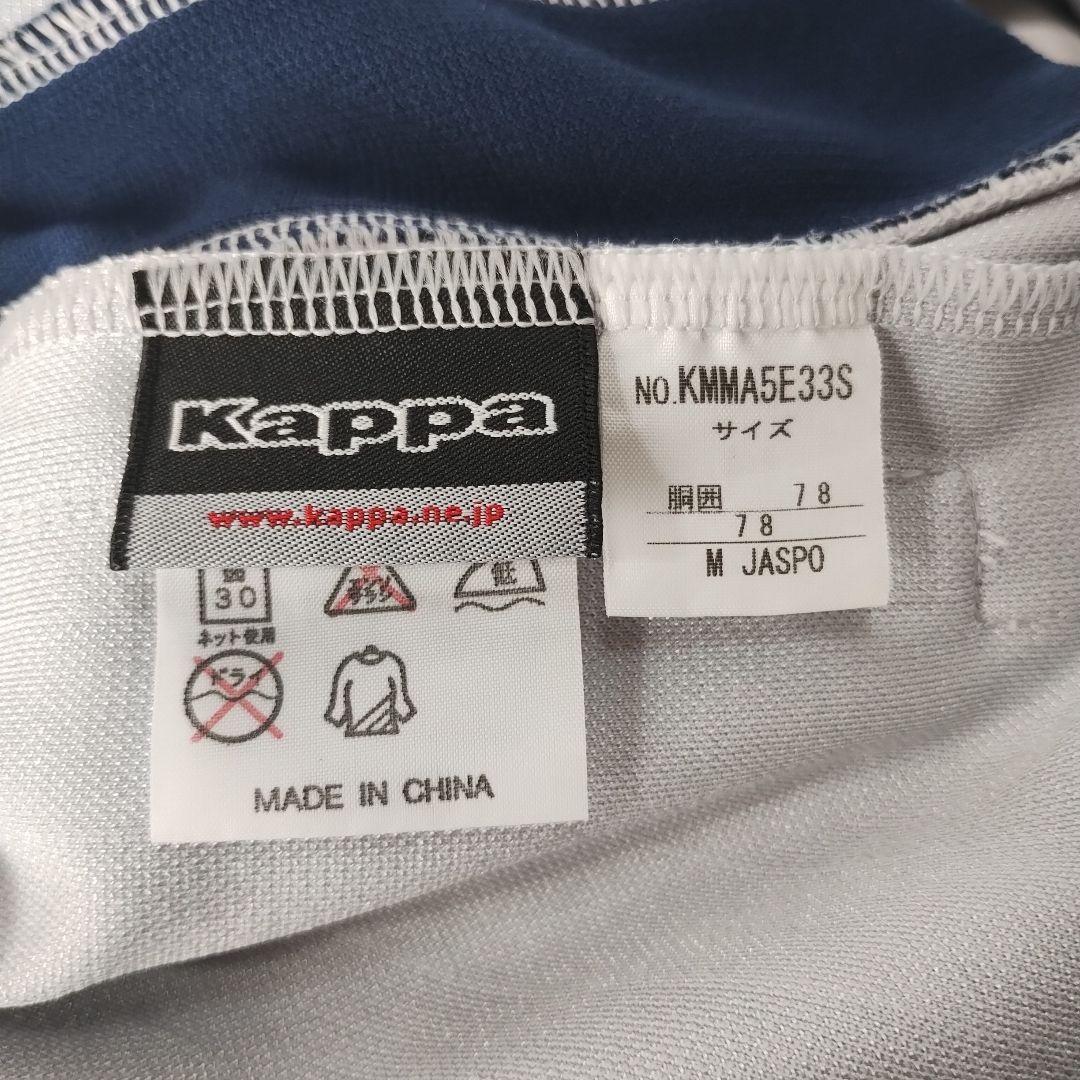 Kappa
www.kappa.ne.jp
NO.KMMA5E33S
サイズ
胴囲 78
78
M JASPO
30
低
ネット使用
ドライ
MADE IN CHINA